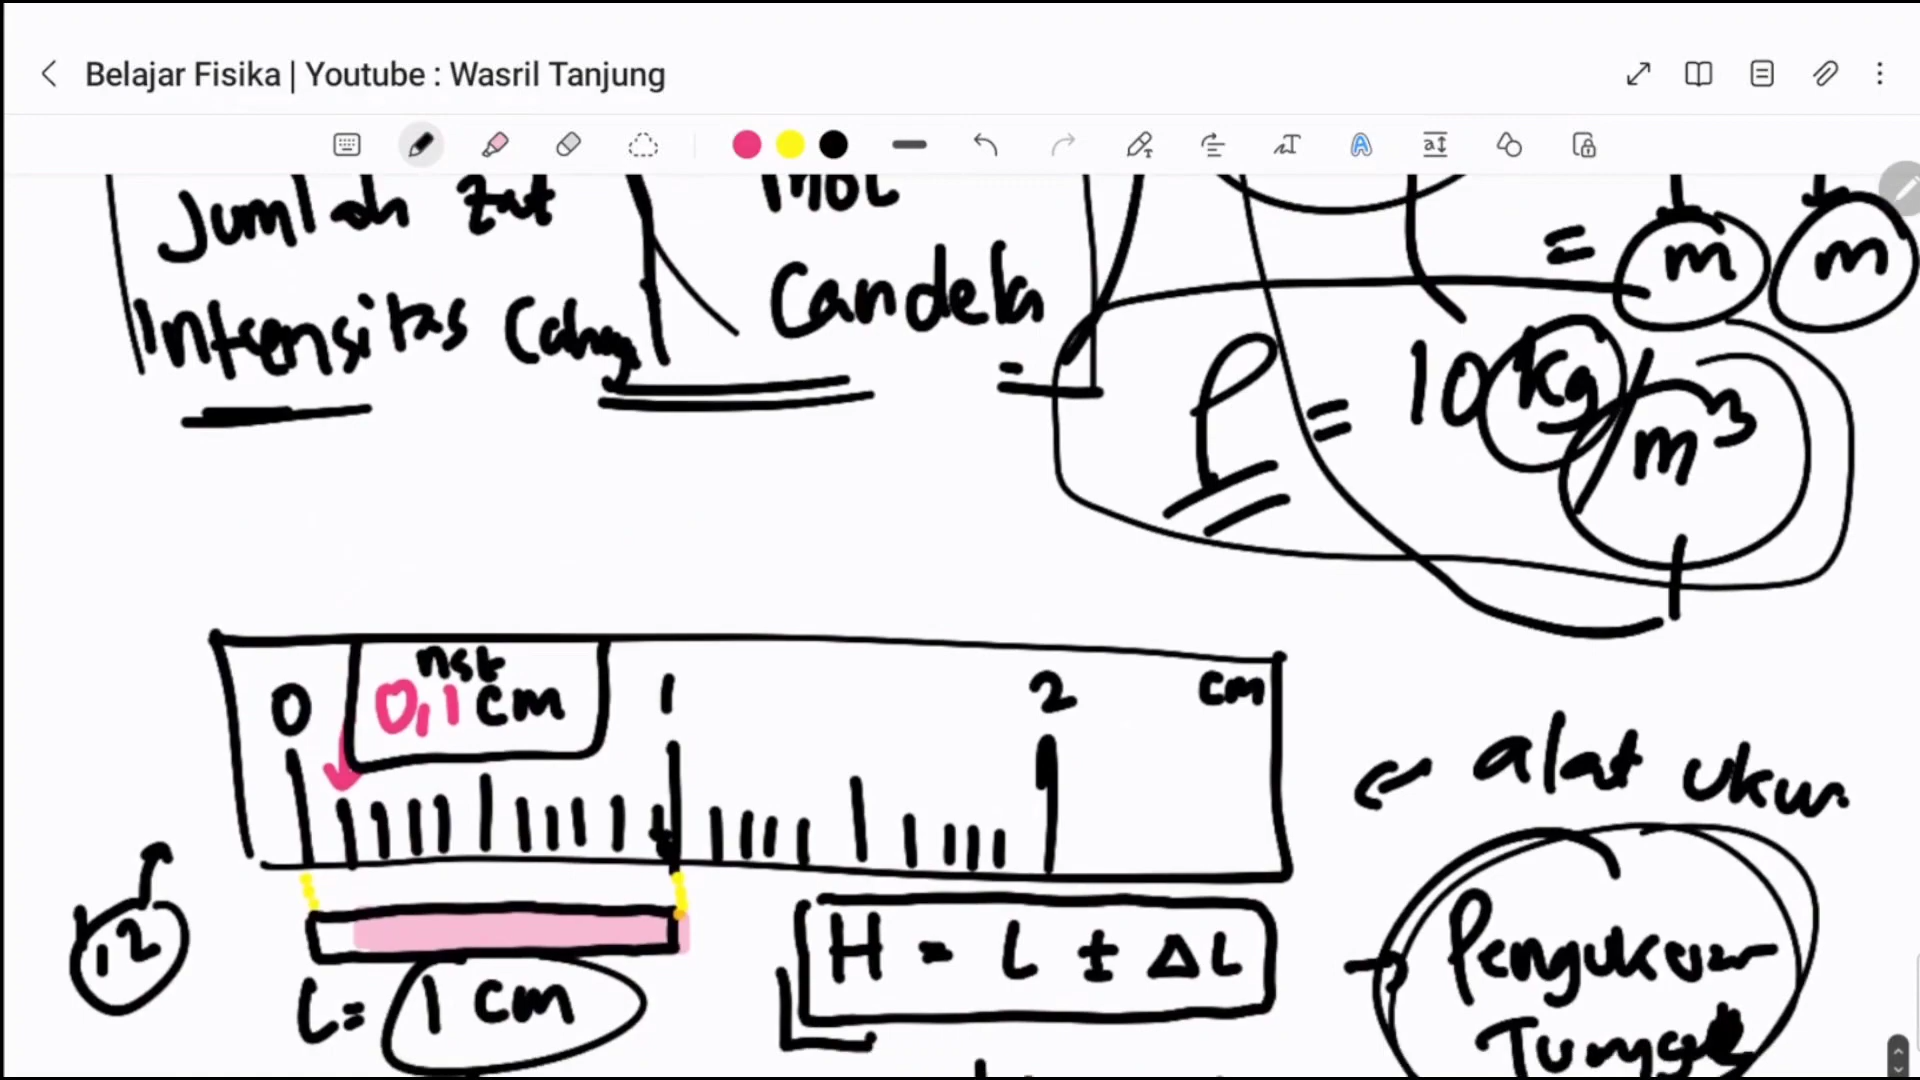 Belajar Fisika | Youtube : Wasril Tanjung
Jumlah zat
mol
Intensitas Cahay
Candela
= m m
ρ = 10 kg/m³
nst
0 0,1 cm 1 2 cm
← alat ukur
12
L = 1 cm
H = L ± ΔL
Pengukuran
Tunggal